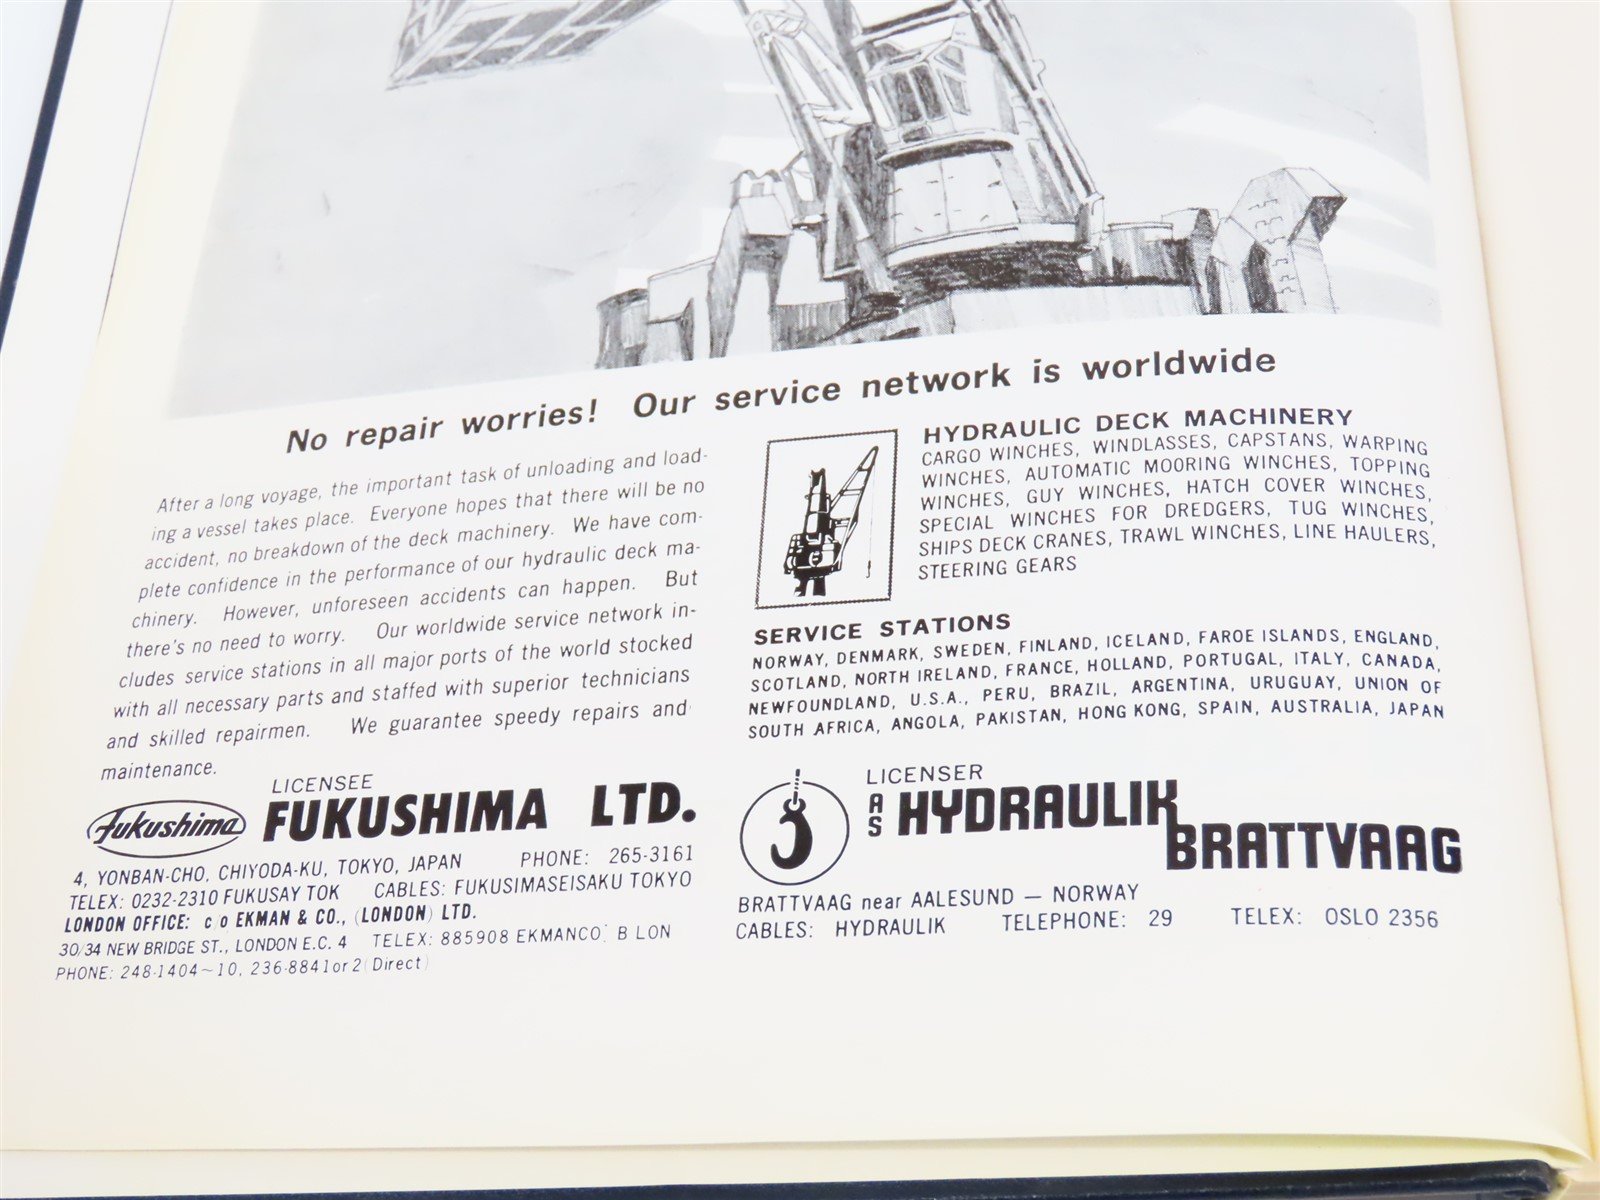 No repair worries! Our service network is worldwide
After a long voyage, the important task of unloading and load-
ing a vessel takes place. Everyone hopes that there will be no
accident, no breakdown of the deck machinery. We have com-
plete confidence in the performance of our hydraulic deck ma-
chinery. However, unforeseen accidents can happen. But
there's no need to worry. Our worldwide service network in-
cludes service stations in all major ports of the world stocked
with all necessary parts and staffed with superior technicians
and skilled repairmen. We guarantee speedy repairs and
maintenance.
HYDRAULIC DECK MACHINERY
CARGO WINCHES, WINDLASSES, CAPSTANS, WARPING
WINCHES, AUTOMATIC MOORING WINCHES, TOPPING
WINCHES, GUY WINCHES, HATCH COVER WINCHES,
SPECIAL WINCHES FOR DREDGERS, TUG WINCHES,
SHIPS DECK CRANES, TRAWL WINCHES, LINE HAULERS,
STEERING GEARS
SERVICE STATIONS
NORWAY, DENMARK, SWEDEN, FINLAND, ICELAND, FAROE ISLANDS, ENGLAND,
SCOTLAND, NORTH IRELAND, FRANCE, HOLLAND, PORTUGAL, ITALY, CANADA,
NEWFOUNDLAND, U.S.A., PERU, BRAZIL, ARGENTINA, URUGUAY, UNION OF
SOUTH AFRICA, ANGOLA, PAKISTAN, HONG KONG, SPAIN, AUSTRALIA, JAPAN
LICENSEE
Fukushima FUKUSHIMA LTD.
4, YONBAN-CHO, CHIYODA-KU, TOKYO, JAPAN PHONE: 265-3161
TELEX: 0232-2310 FUKUSAY TOK CABLES: FUKUSIMASEISAKU TOKYO
LONDON OFFICE: c/o EKMAN & CO., (LONDON) LTD.
30/34 NEW BRIDGE ST., LONDON E.C. 4 TELEX: 885908 EKMANCO. B LON
PHONE: 248-1404~10, 236-8841or2(Direct)
LICENSER
AS HYDRAULIK
BRATTVAAG
BRATTVAAG near AALESUND — NORWAY
CABLES: HYDRAULIK TELEPHONE: 29 TELEX: OSLO 2356